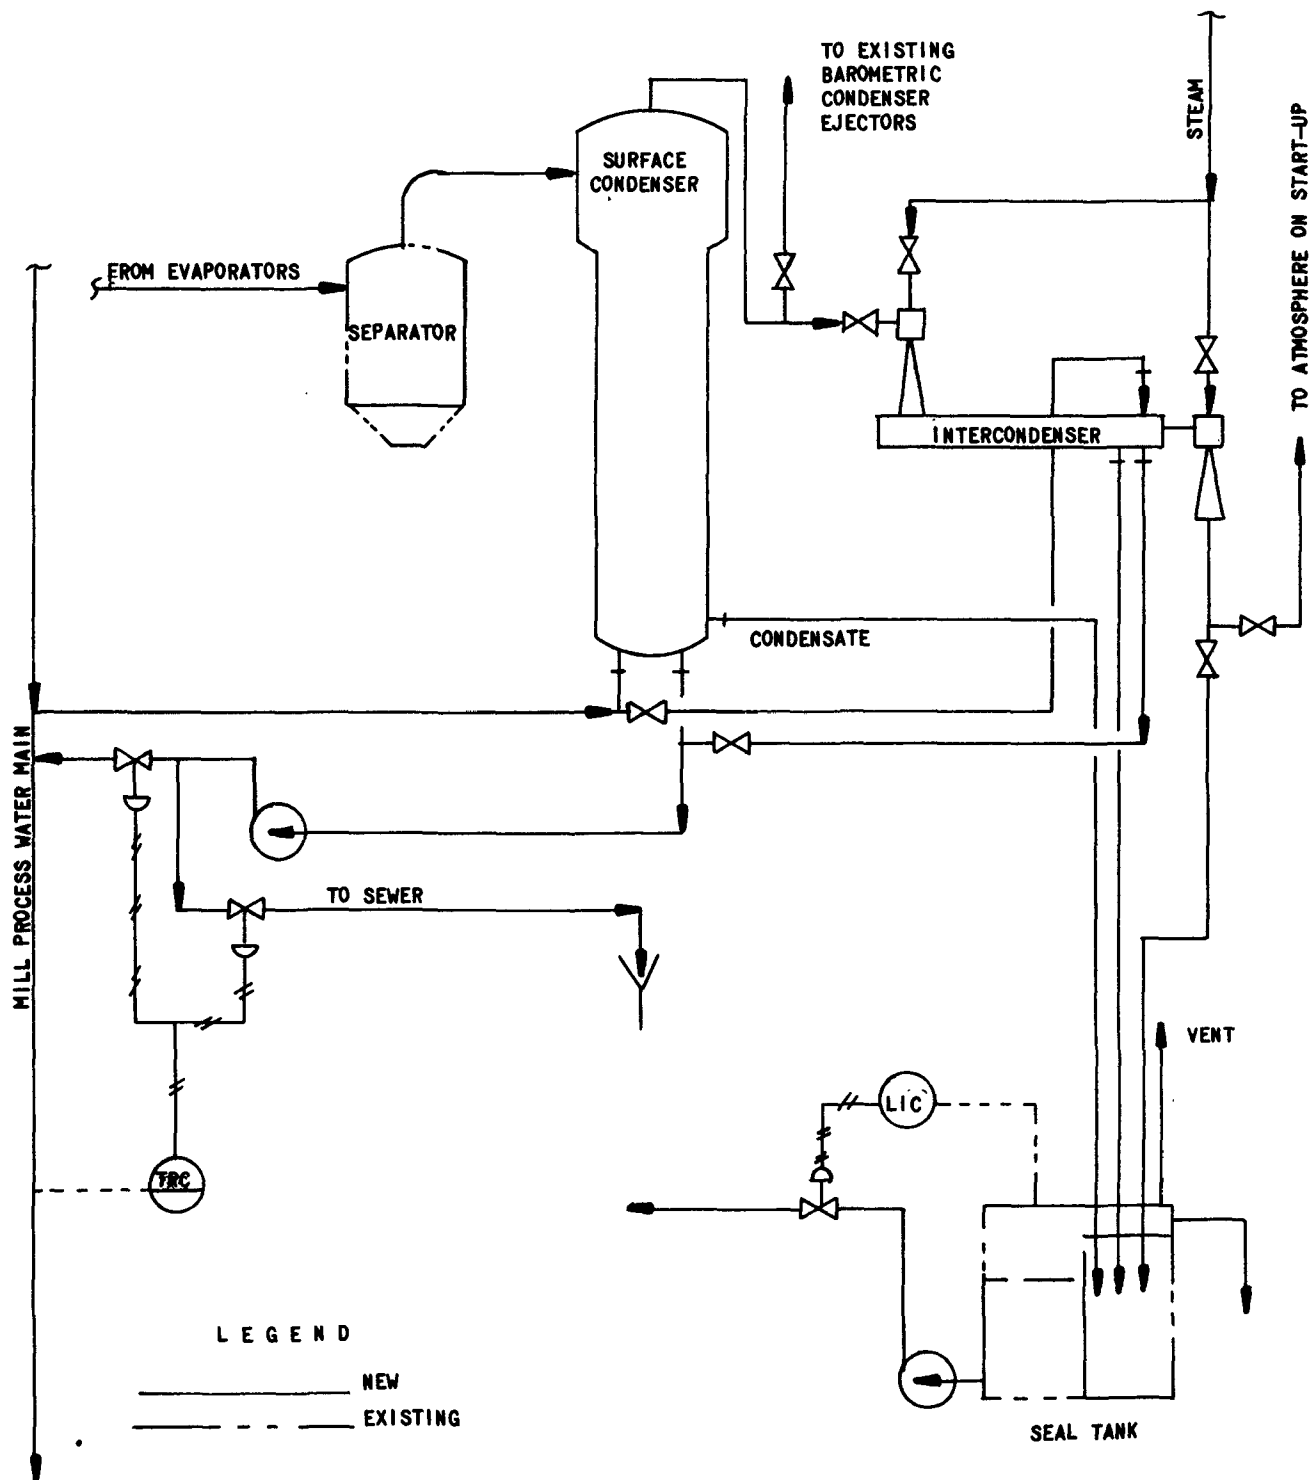 TO EXISTING
BAROMETRIC
CONDENSER
EJECTORS
STEAM
TO ATMOSPHERE ON START-UP
SURFACE
CONDENSER
FROM EVAPORATORS
SEPARATOR
INTERCONDENSER
CONDENSATE
MILL PROCESS WATER MAIN
TO SEWER
VENT
LIC
TRC
LEGEND
NEW
EXISTING
SEAL TANK